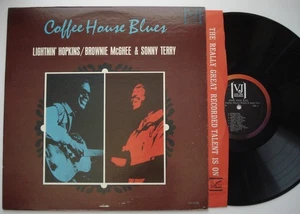 Coffee House Blues
LIGHTNIN' HOPKINS/BROWNIE McGHEE & SONNY TERRY
THE REALLY GREAT RECORDED TALENT IS ON
VJ